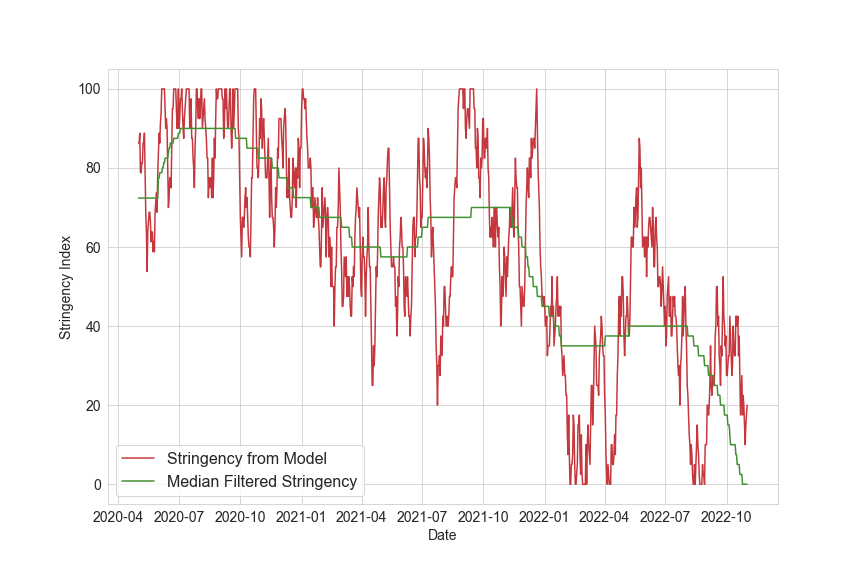 100
80
60
40
20
0
Stringency Index
Stringency from Model
Median Filtered Stringency
2020-04 2020-07 2020-10 2021-01 2021-04 2021-07 2021-10 2022-01 2022-04 2022-07 2022-10
Date